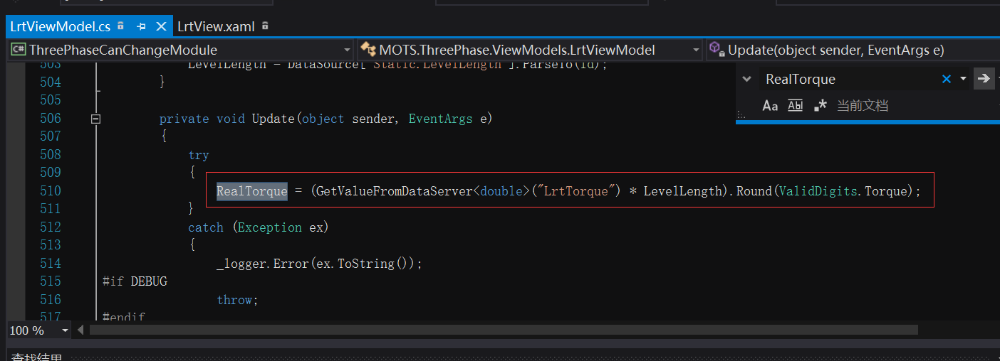 LrtViewModel.cs LrtView.xaml
ThreePhaseCanChangeModule MOTS.ThreePhase.ViewModels.LrtViewModel Update(object sender, EventArgs e)
RealTorque
Aa Abl 当前文档
503 LevelLength = DataSource["Static.LevelLength"].ParseTo(1d);
504 }
505
506 private void Update(object sender, EventArgs e)
507 {
508 try
509 {
510 RealTorque = (GetValueFromDataServer<double>("LrtTorque") * LevelLength).Round(ValidDigits.Torque);
511 }
512 catch (Exception ex)
513 {
514 _logger.Error(ex.ToString());
515 #if DEBUG
516 throw;
517 #endif
100 %
查找结果